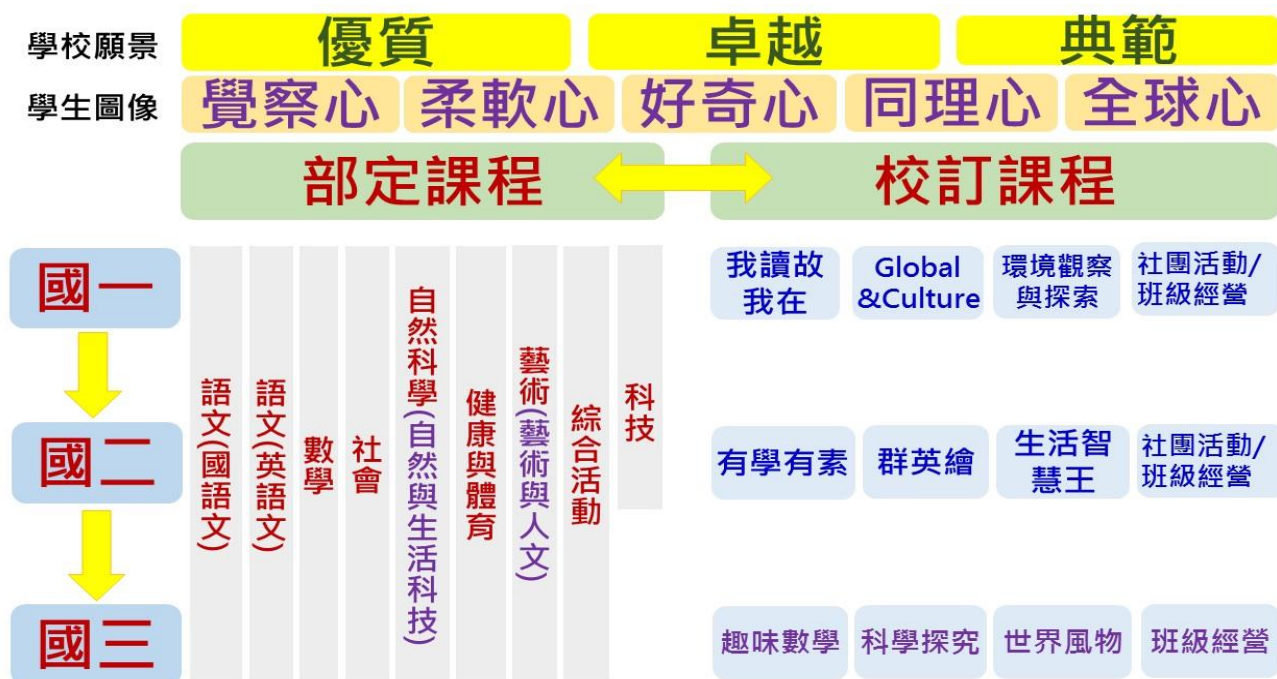 學校願景
優質
卓越
典範
學生圖像
覺察心
柔軟心
好奇心
同理心
全球心
部定課程
校訂課程
國一
國二
國三
語文(國語文)
語文(英語文)
數學
社會
自然科學(自然與生活科技)
健康與體育
藝術(藝術與人文)
綜合活動
科技
我讀故
我在
Global
&Culture
環境觀察
與探索
社團活動/
班級經營
有學有素
群英繪
生活智
慧王
社團活動/
班級經營
趣味數學
科學探究
世界風物
班級經營